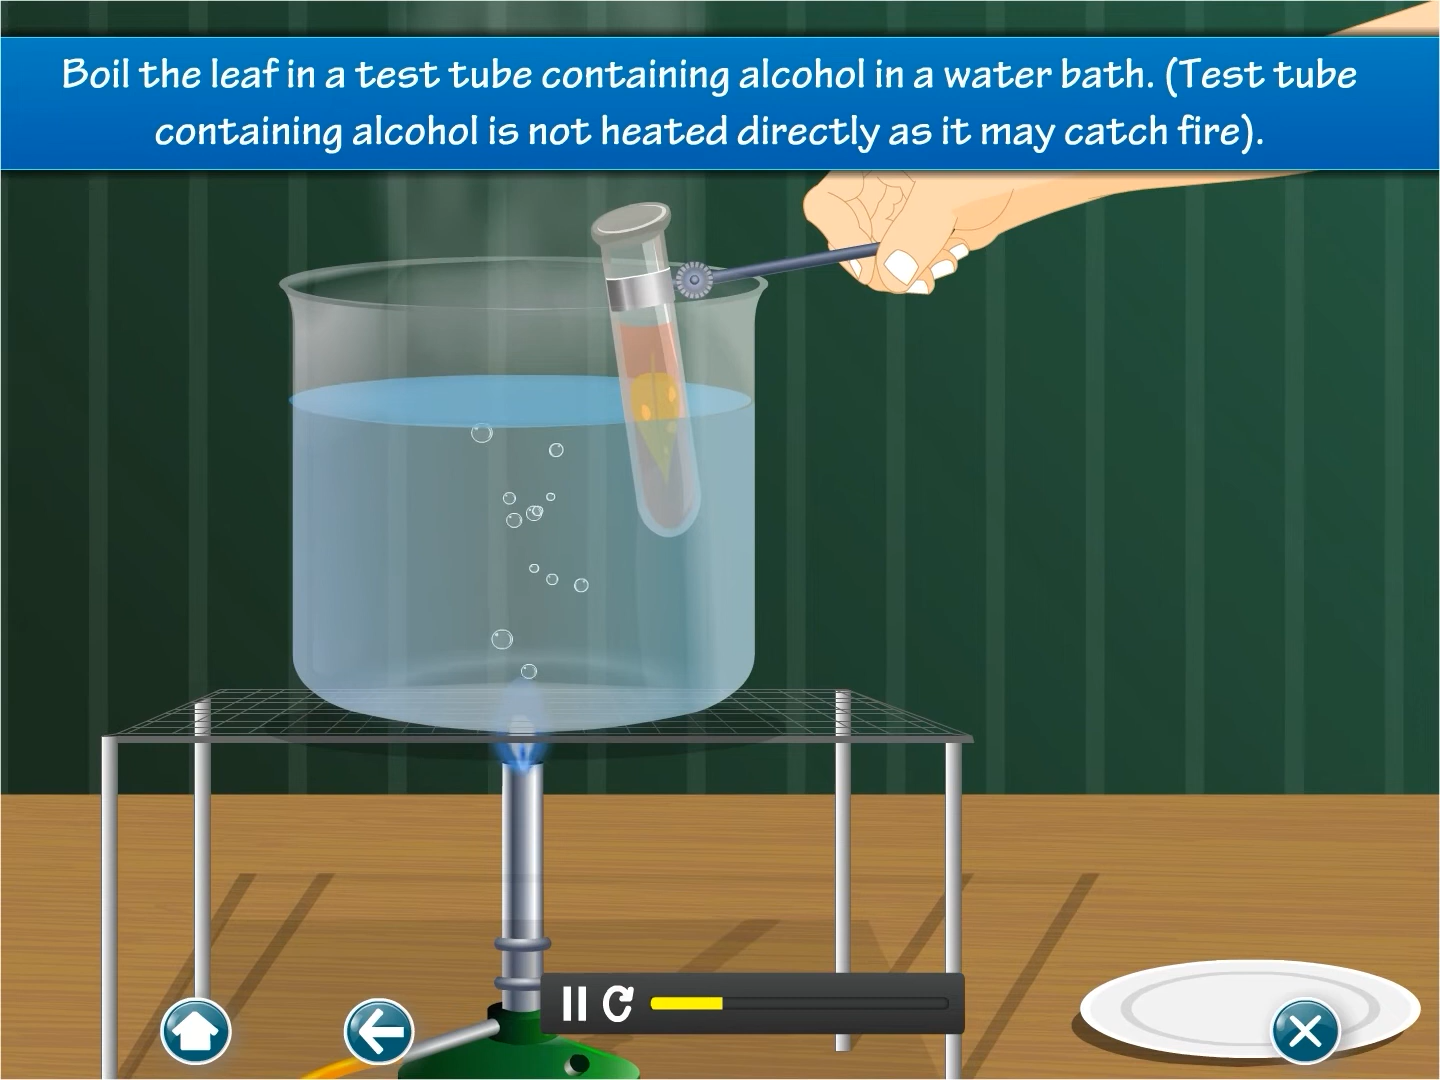 Boil the leaf in a test tube containing alcohol in a water bath. (Test tube
containing alcohol is not heated directly as it may catch fire).